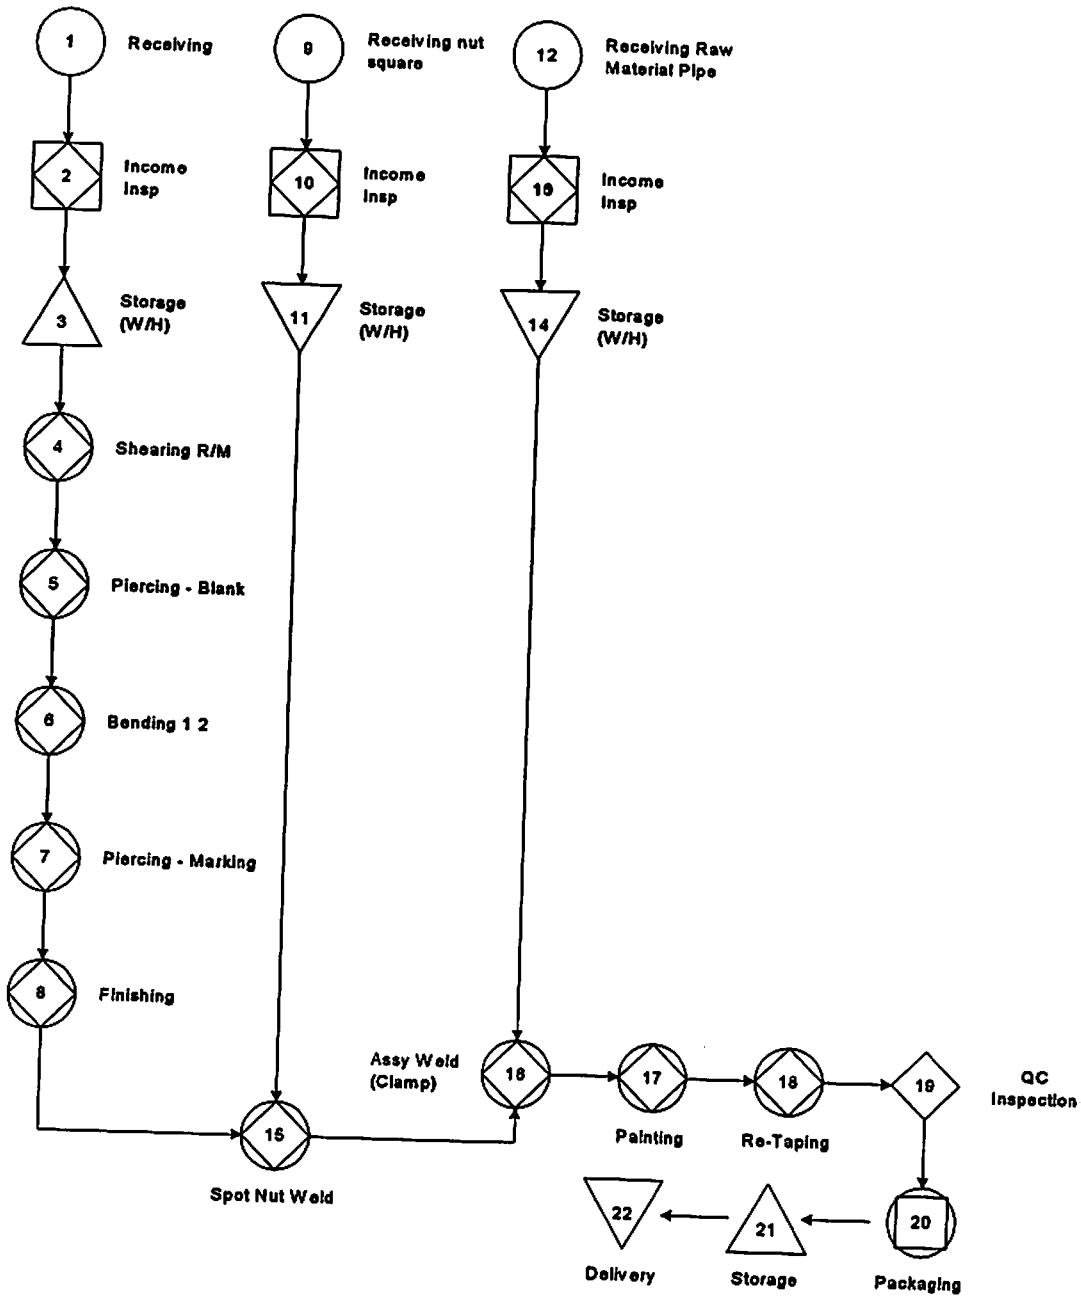 1
Receiving
9
Receiving nut
square
12
Receiving Raw
Material Pipe
2
Income
Insp
10
Income
Insp
Income
Insp
3
Storage
(W/H)
11
Storage
(W/H)
14
Storage
(W/H)
4
Shearing R/M
5
Piercing - Blank
6
Bending 1 2
7
Piercing - Marking
8
Finishing
15
Spot Nut Weld
Assy Weld
(Clamp)
16
17
Painting
18
Re-Taping
19
QC
Inspection
22
Delivery
21
Storage
20
Packaging